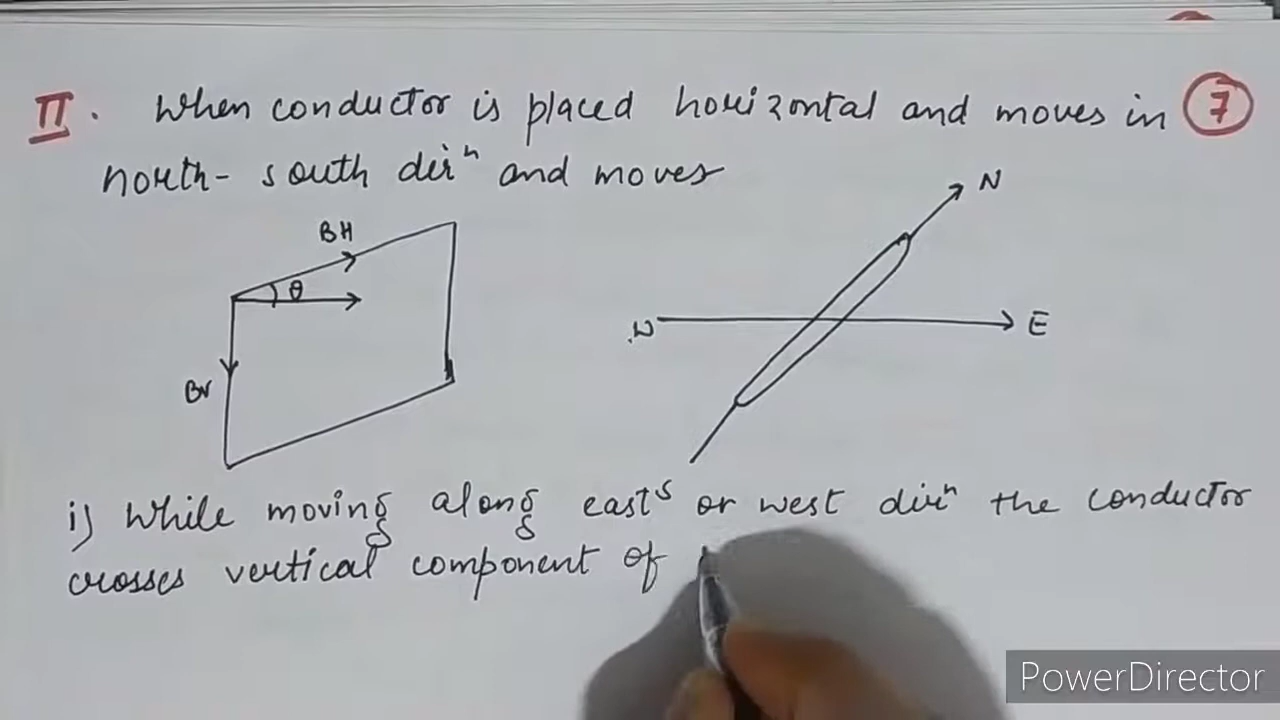 II. When conductor is placed horizontal and moves in 7
north- south dirⁿ and moves
BH
θ
Bv
N
W
E
i) While moving along eastˢ or west dirⁿ the conductor
crosses vertical component of
PowerDirector